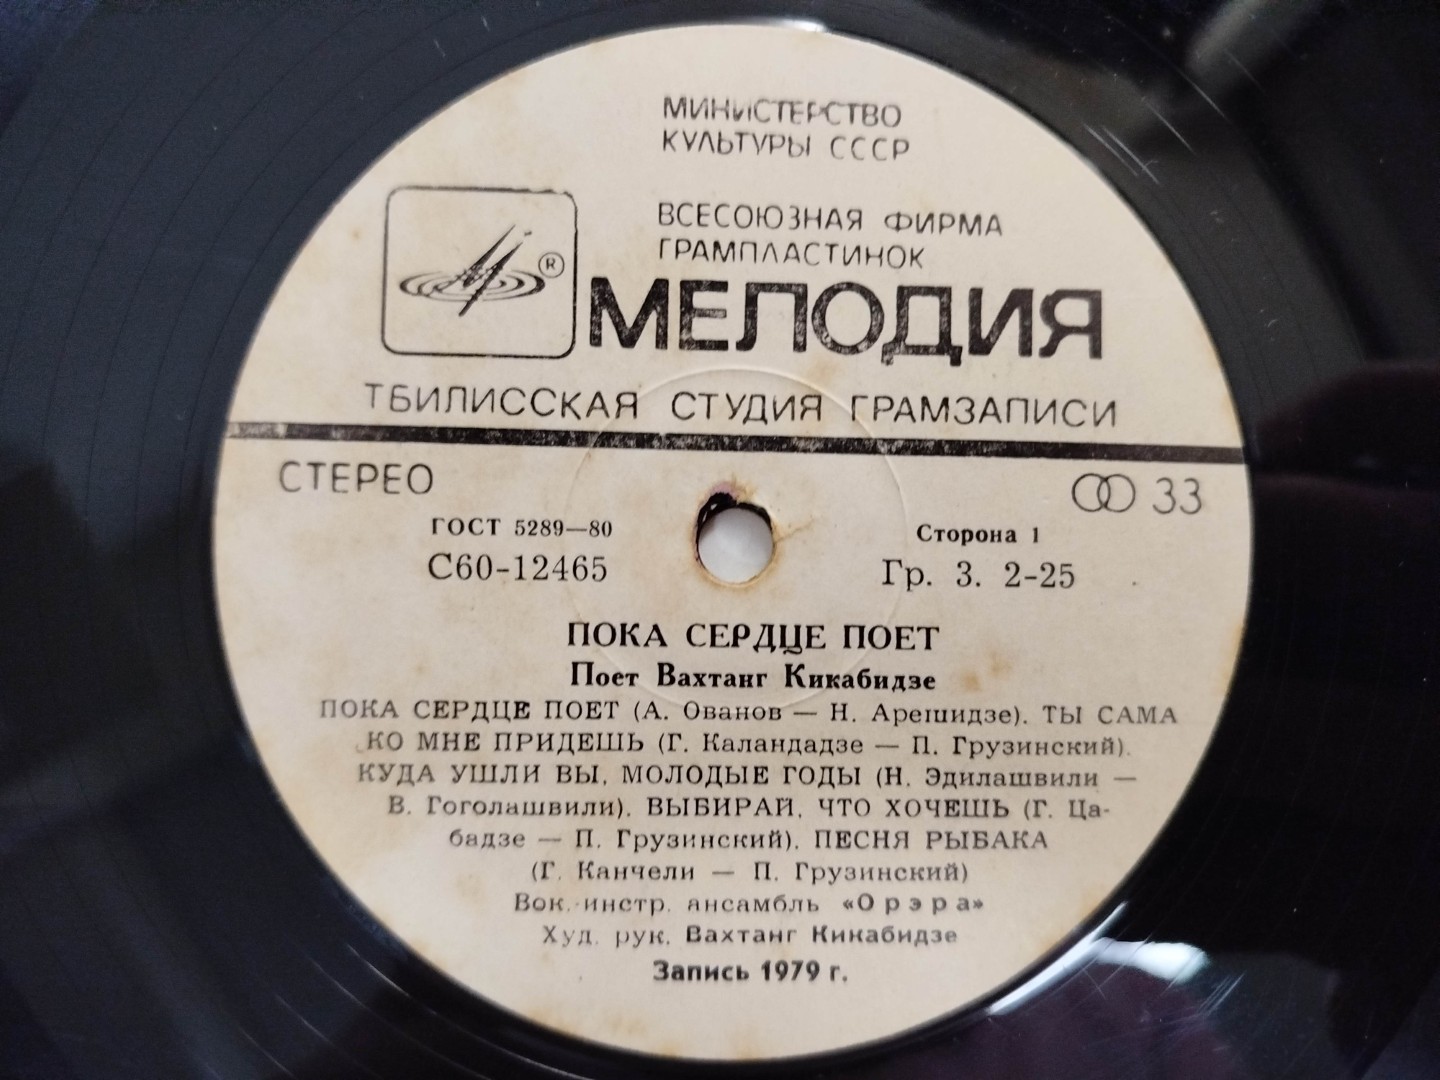 МИНИСТЕРСТВО
КУЛЬТУРЫ СССР
ВСЕСОЮЗНАЯ ФИРМА
ГРАМПЛАСТИНОК
®
МЕЛОДИЯ
ТБИЛИССКАЯ СТУДИЯ ГРАМЗАПИСИ
СТЕРЕО
33
ГОСТ 5289—80
Сторона 1
С60-12465
Гр. 3. 2-25
ПОКА СЕРДЦЕ ПОЕТ
Поет Вахтанг Кикабидзе
ПОКА СЕРДЦЕ ПОЕТ (А. Ованов — Н. Арешидзе). ТЫ САМА
КО МНЕ ПРИДЕШЬ (Г. Каландадзе — П. Грузинский).
КУДА УШЛИ ВЫ, МОЛОДЫЕ ГОДЫ (Н. Эдилашвили —
В. Гоголашвили). ВЫБИРАЙ, ЧТО ХОЧЕШЬ (Г. Ца-
бадзе — П. Грузинский). ПЕСНЯ РЫБАКА
(Г. Канчели — П. Грузинский)
Вок.-инстр. ансамбль «Орэра»
Худ. рук. Вахтанг Кикабидзе
Запись 1979 г.